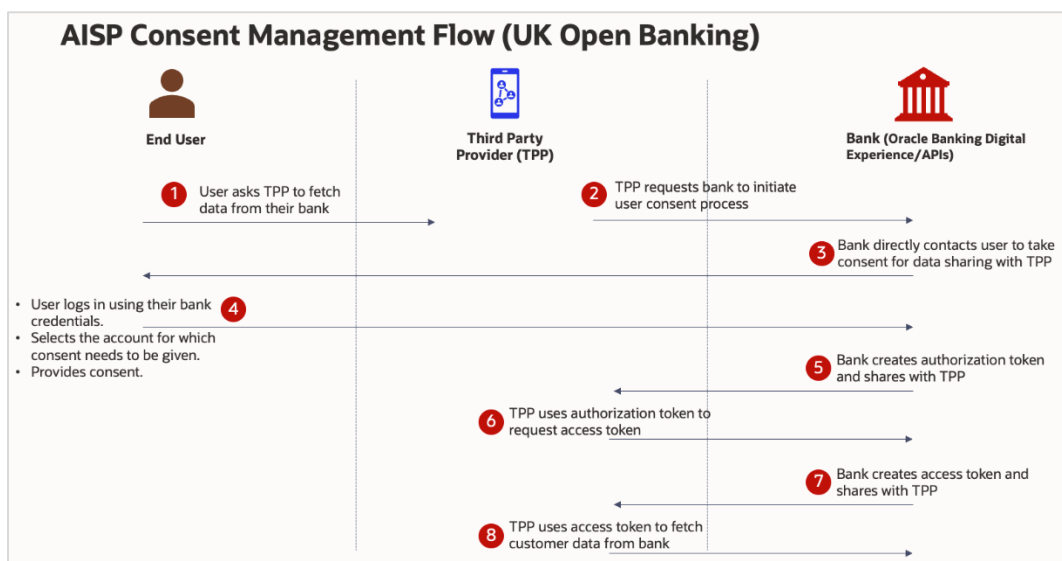 AISP Consent Management Flow (UK Open Banking)
End User
Third Party
Provider (TPP)
Bank (Oracle Banking Digital
Experience/APIs)
1
User asks TPP to fetch
data from their bank
2
TPP requests bank to initiate
user consent process
3
Bank directly contacts user to take
consent for data sharing with TPP
• User logs in using their bank
credentials.
• Selects the account for which
consent needs to be given.
• Provides consent.
4
5
Bank creates authorization token
and shares with TPP
6
TPP uses authorization token to
request access token
7
Bank creates access token and
shares with TPP
8
TPP uses access token to fetch
customer data from bank